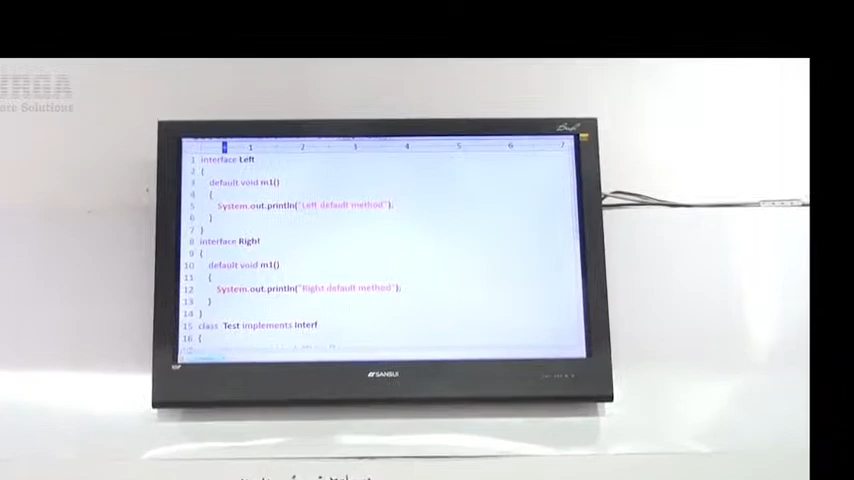 Solutions
1 interface Left
2 {
3 default void m1()
4 {
5 System.out.println("Left default method");
6 }
7 }
8 interface Right
9 {
10 default void m1()
11 {
12 System.out.println("Right default method");
13 }
14 }
15 class Test implements Interf
16 {
SANSUI